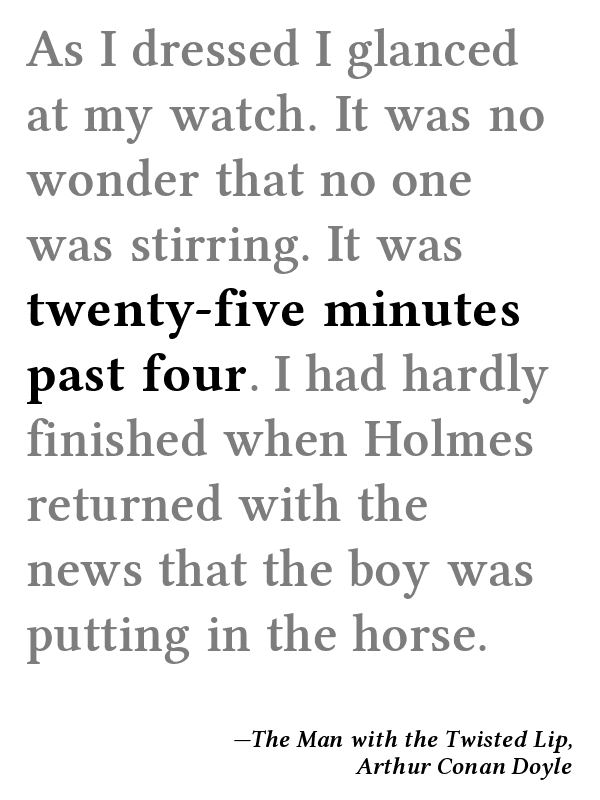 As I dressed I glanced
at my watch. It was no
wonder that no one
was stirring. It was
twenty-five minutes
past four. I had hardly
finished when Holmes
returned with the
news that the boy was
putting in the horse.
—The Man with the Twisted Lip,
Arthur Conan Doyle